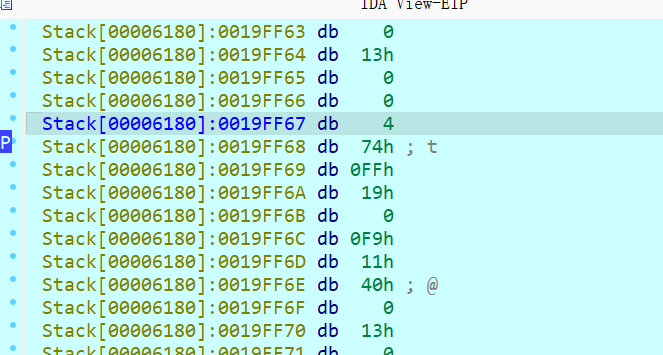 IDA View-EIP
Stack[00006180]:0019FF63 db 0
Stack[00006180]:0019FF64 db 13h
Stack[00006180]:0019FF65 db 0
Stack[00006180]:0019FF66 db 0
Stack[00006180]:0019FF67 db 4
P Stack[00006180]:0019FF68 db 74h ; t
Stack[00006180]:0019FF69 db 0FFh
Stack[00006180]:0019FF6A db 19h
Stack[00006180]:0019FF6B db 0
Stack[00006180]:0019FF6C db 0F9h
Stack[00006180]:0019FF6D db 11h
Stack[00006180]:0019FF6E db 40h ; @
Stack[00006180]:0019FF6F db 0
Stack[00006180]:0019FF70 db 13h
Stack[00006180]:0019FF71 db 0